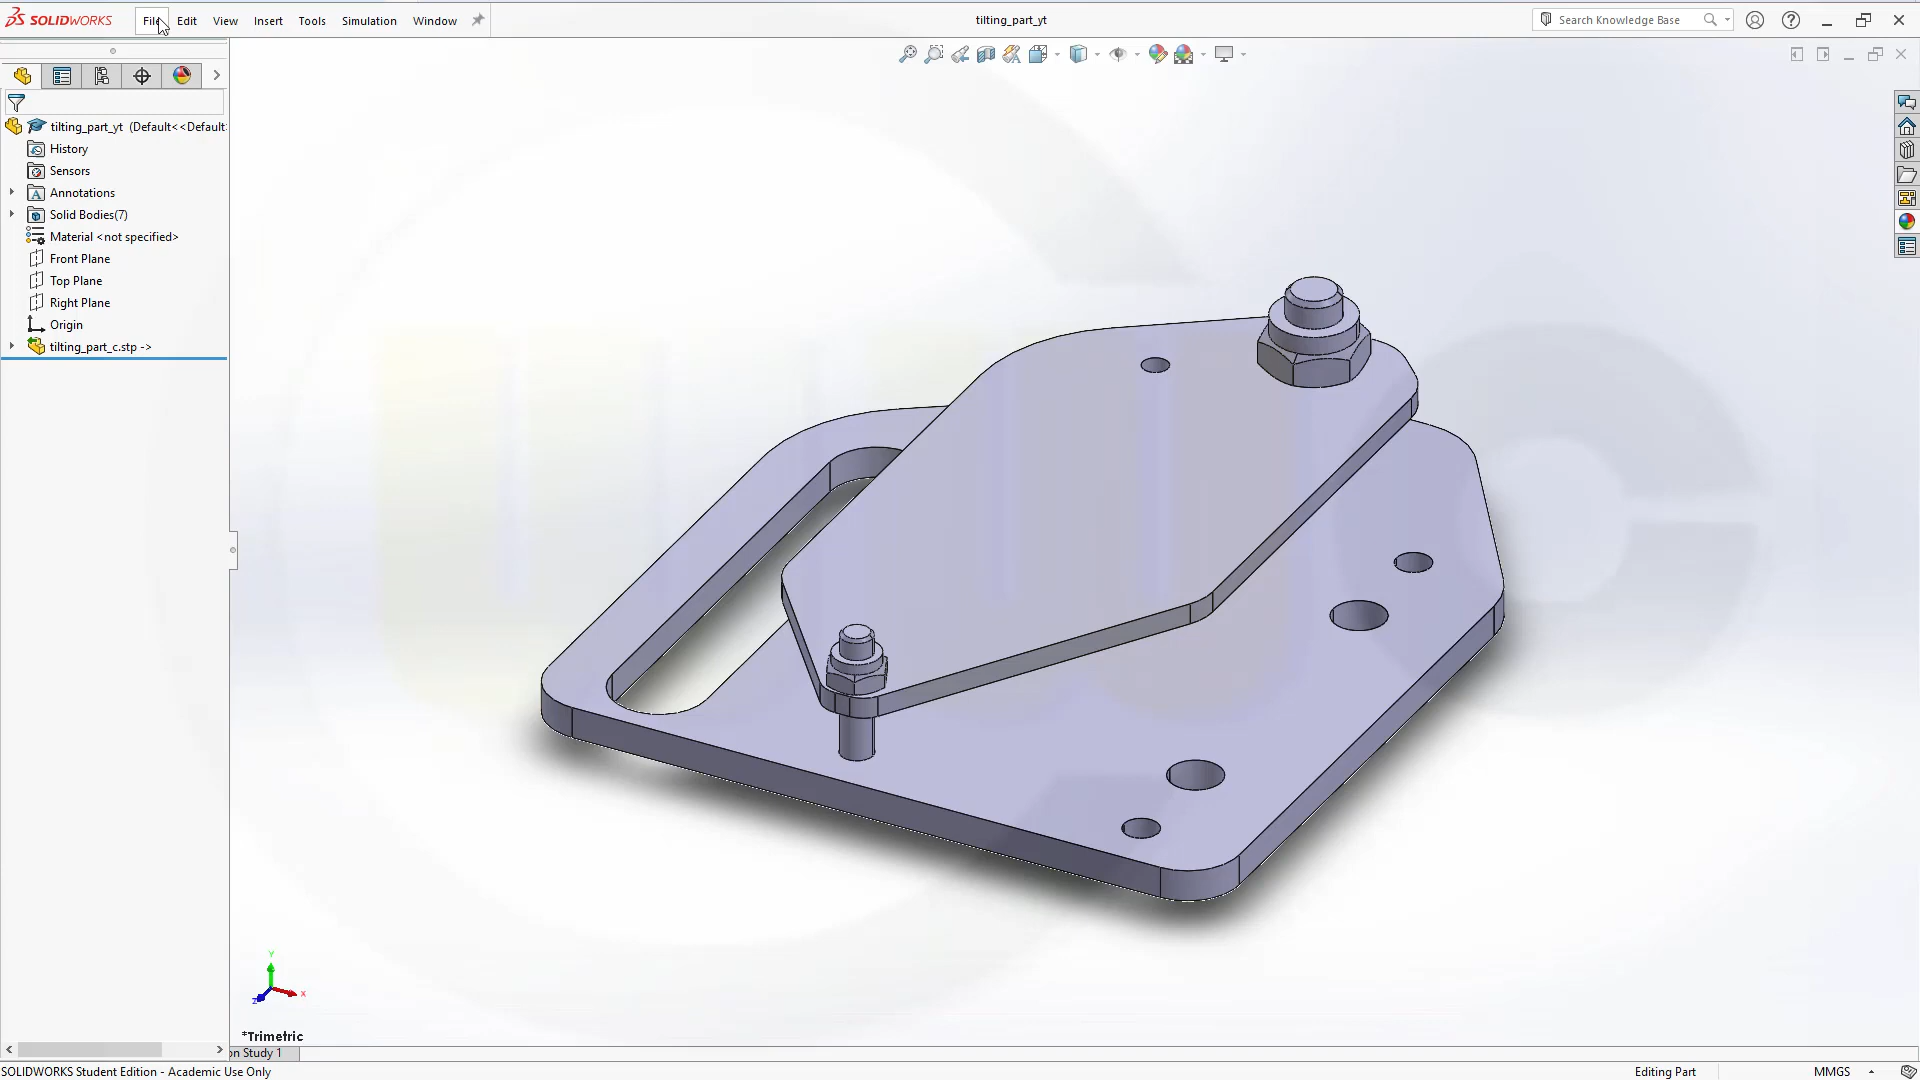 SOLIDWORKS File Edit View Insert Tools Simulation Window tilting_part_yt Search Knowledge Base
tilting_part_yt (Default<<Default:
History
Sensors
Annotations
Solid Bodies(7)
Material <not specified>
Front Plane
Top Plane
Right Plane
Origin
tilting_part_c.stp ->
Y
X
Z
*Trimetric
on Study 1
SOLIDWORKS Student Edition - Academic Use Only Editing Part MMGS